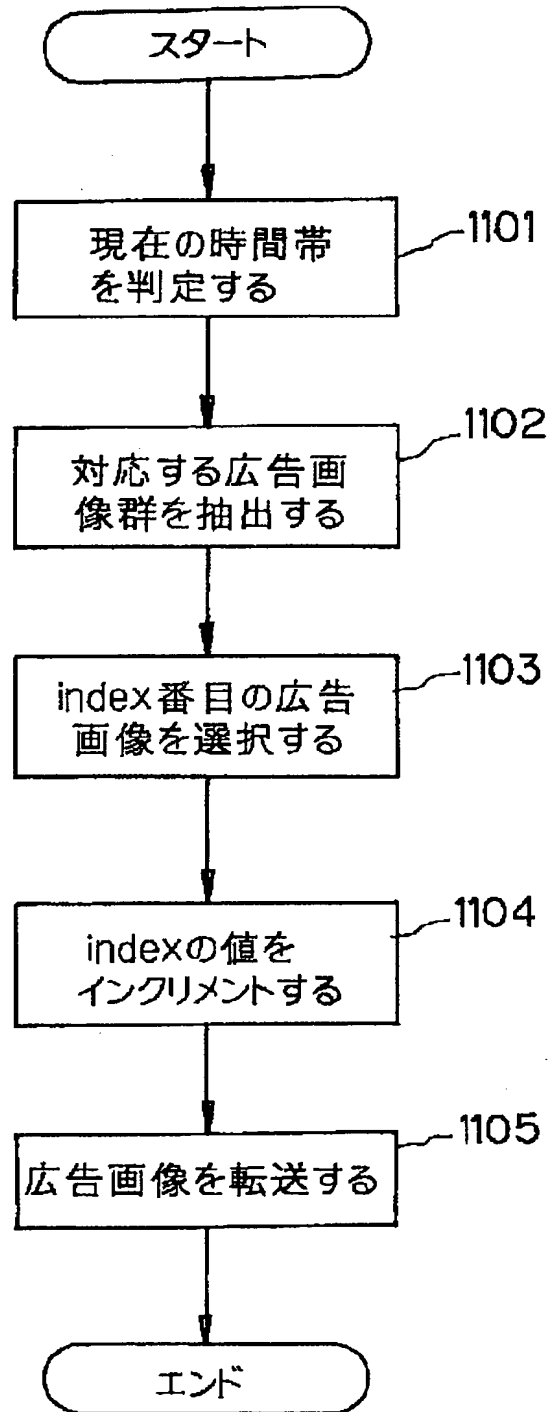 スタート
現在の時間帯
を判定する
1101
対応する広告画
像群を抽出する
1102
index番目の広告
画像を選択する
1103
indexの値を
インクリメントする
1104
広告画像を転送する
1105
エンド